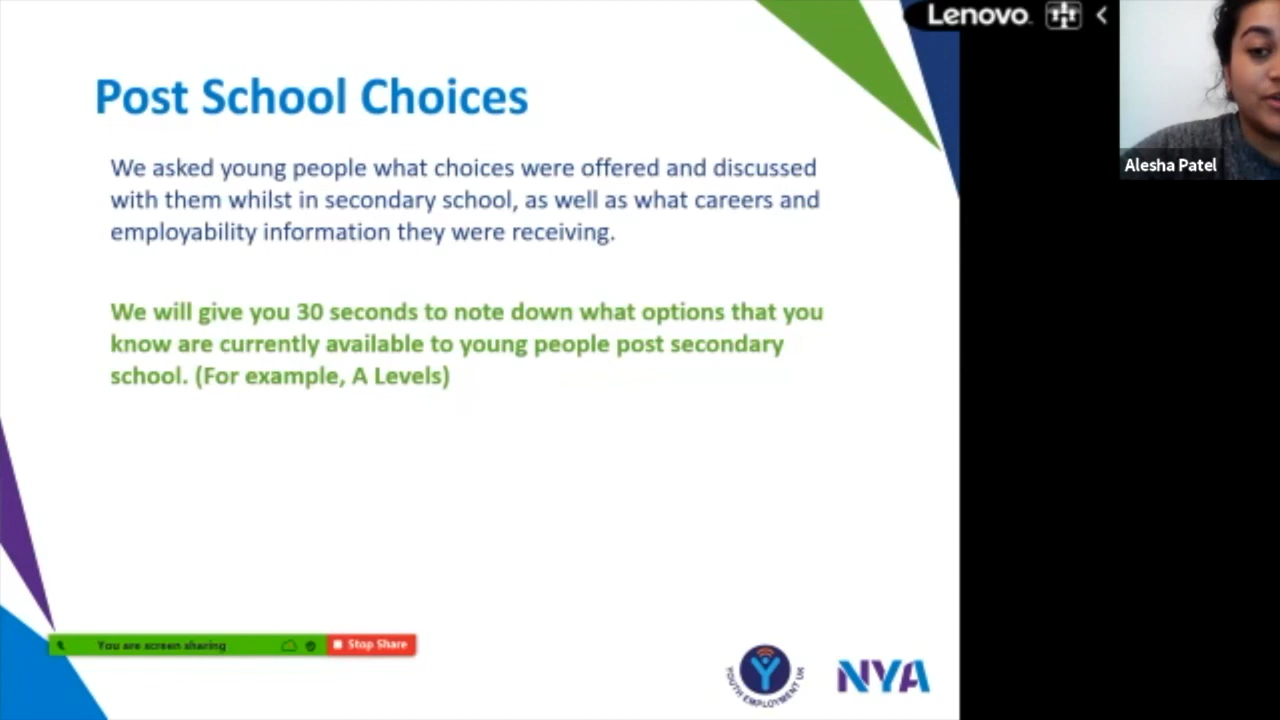 Lenovo
Post School Choices
We asked young people what choices were offered and discussed
with them whilst in secondary school, as well as what careers and
employability information they were receiving.
We will give you 30 seconds to note down what options that you
know are currently available to young people post secondary
school. (For example, A Levels)
Alesha Patel
You are screen sharing
Stop Share
YOUTH EMPLOYMENT UK
NYA